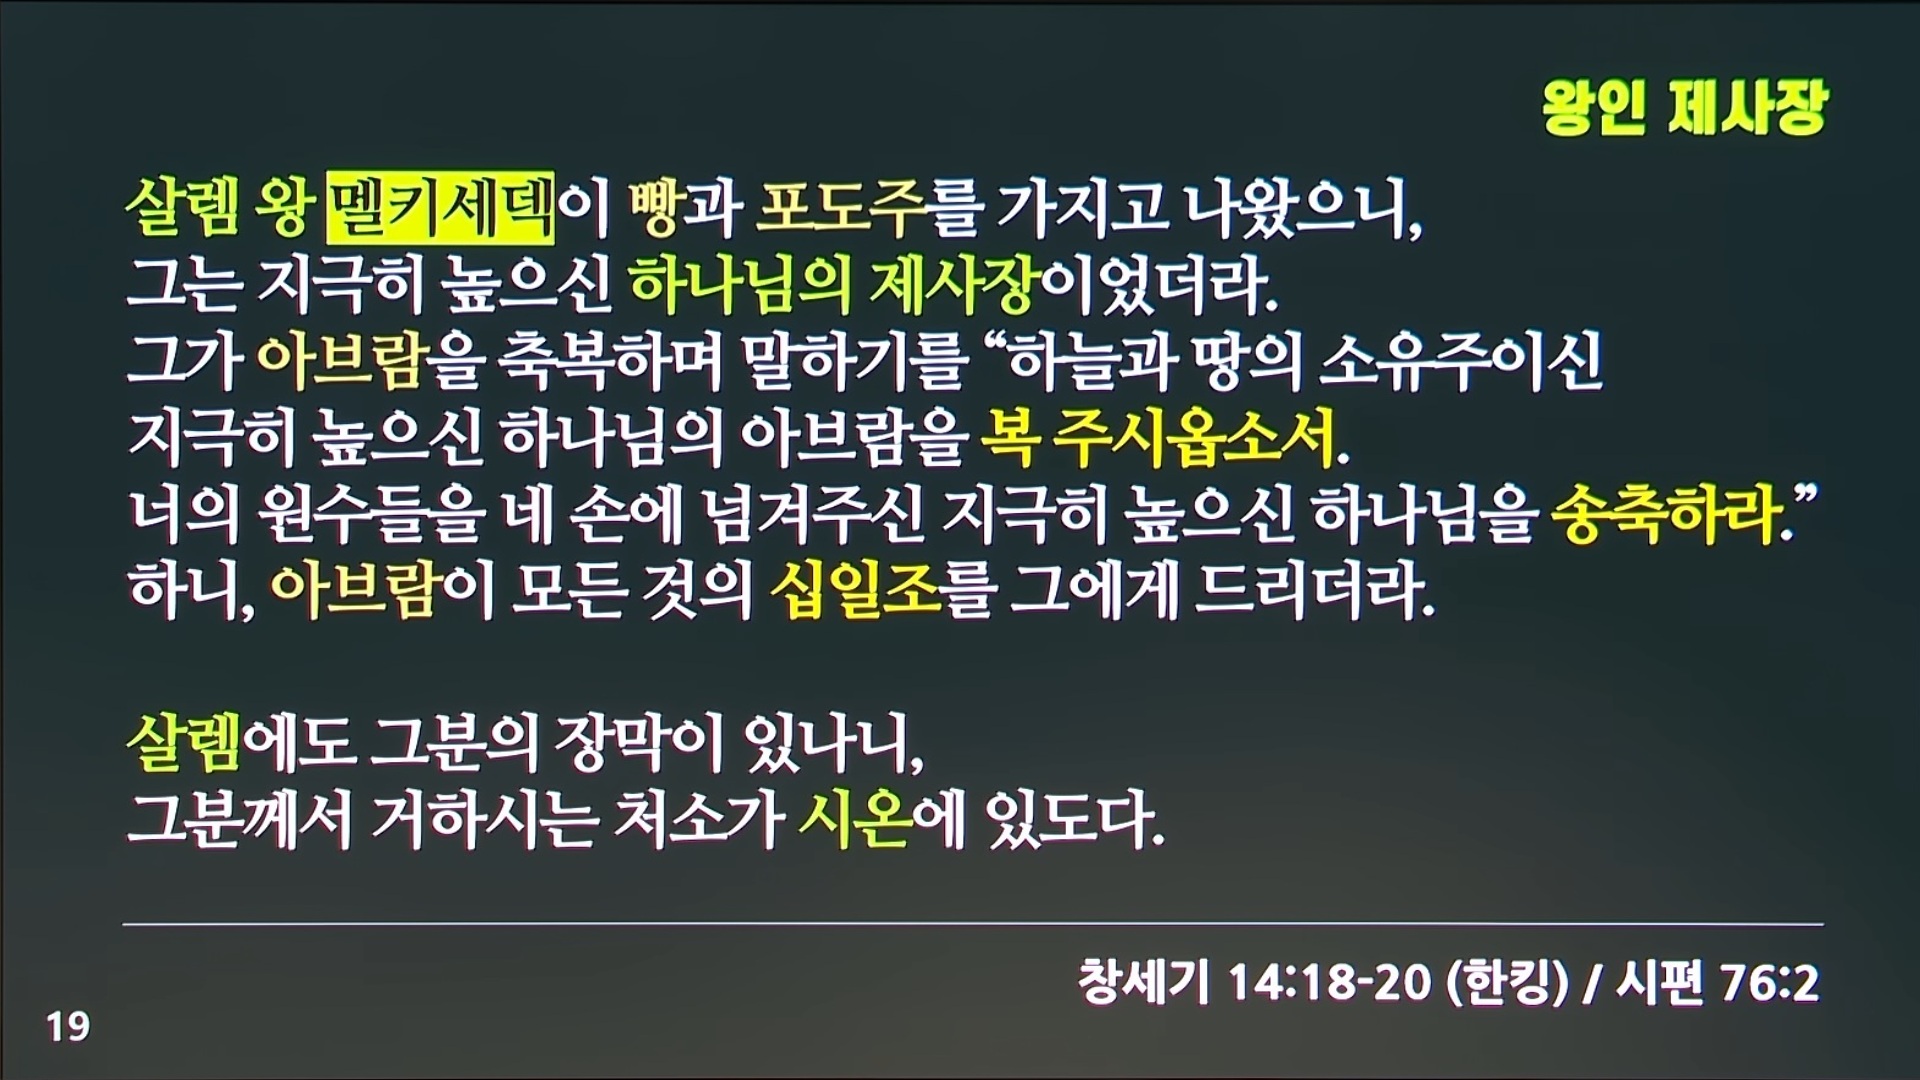 왕인 제사장
살렘 왕 멜키세덱이 빵과 포도주를 가지고 나왔으니,
그는 지극히 높으신 하나님의 제사장이었더라.
그가 아브람을 축복하며 말하기를 “하늘과 땅의 소유주이신
지극히 높으신 하나님의 아브람을 복 주시옵소서.
너의 원수들을 네 손에 넘겨주신 지극히 높으신 하나님을 송축하라.”
하니, 아브람이 모든 것의 십일조를 그에게 드리더라.
살렘에도 그분의 장막이 있나니,
그분께서 거하시는 처소가 시온에 있도다.
창세기 14:18-20 (한킹) / 시편 76:2
19